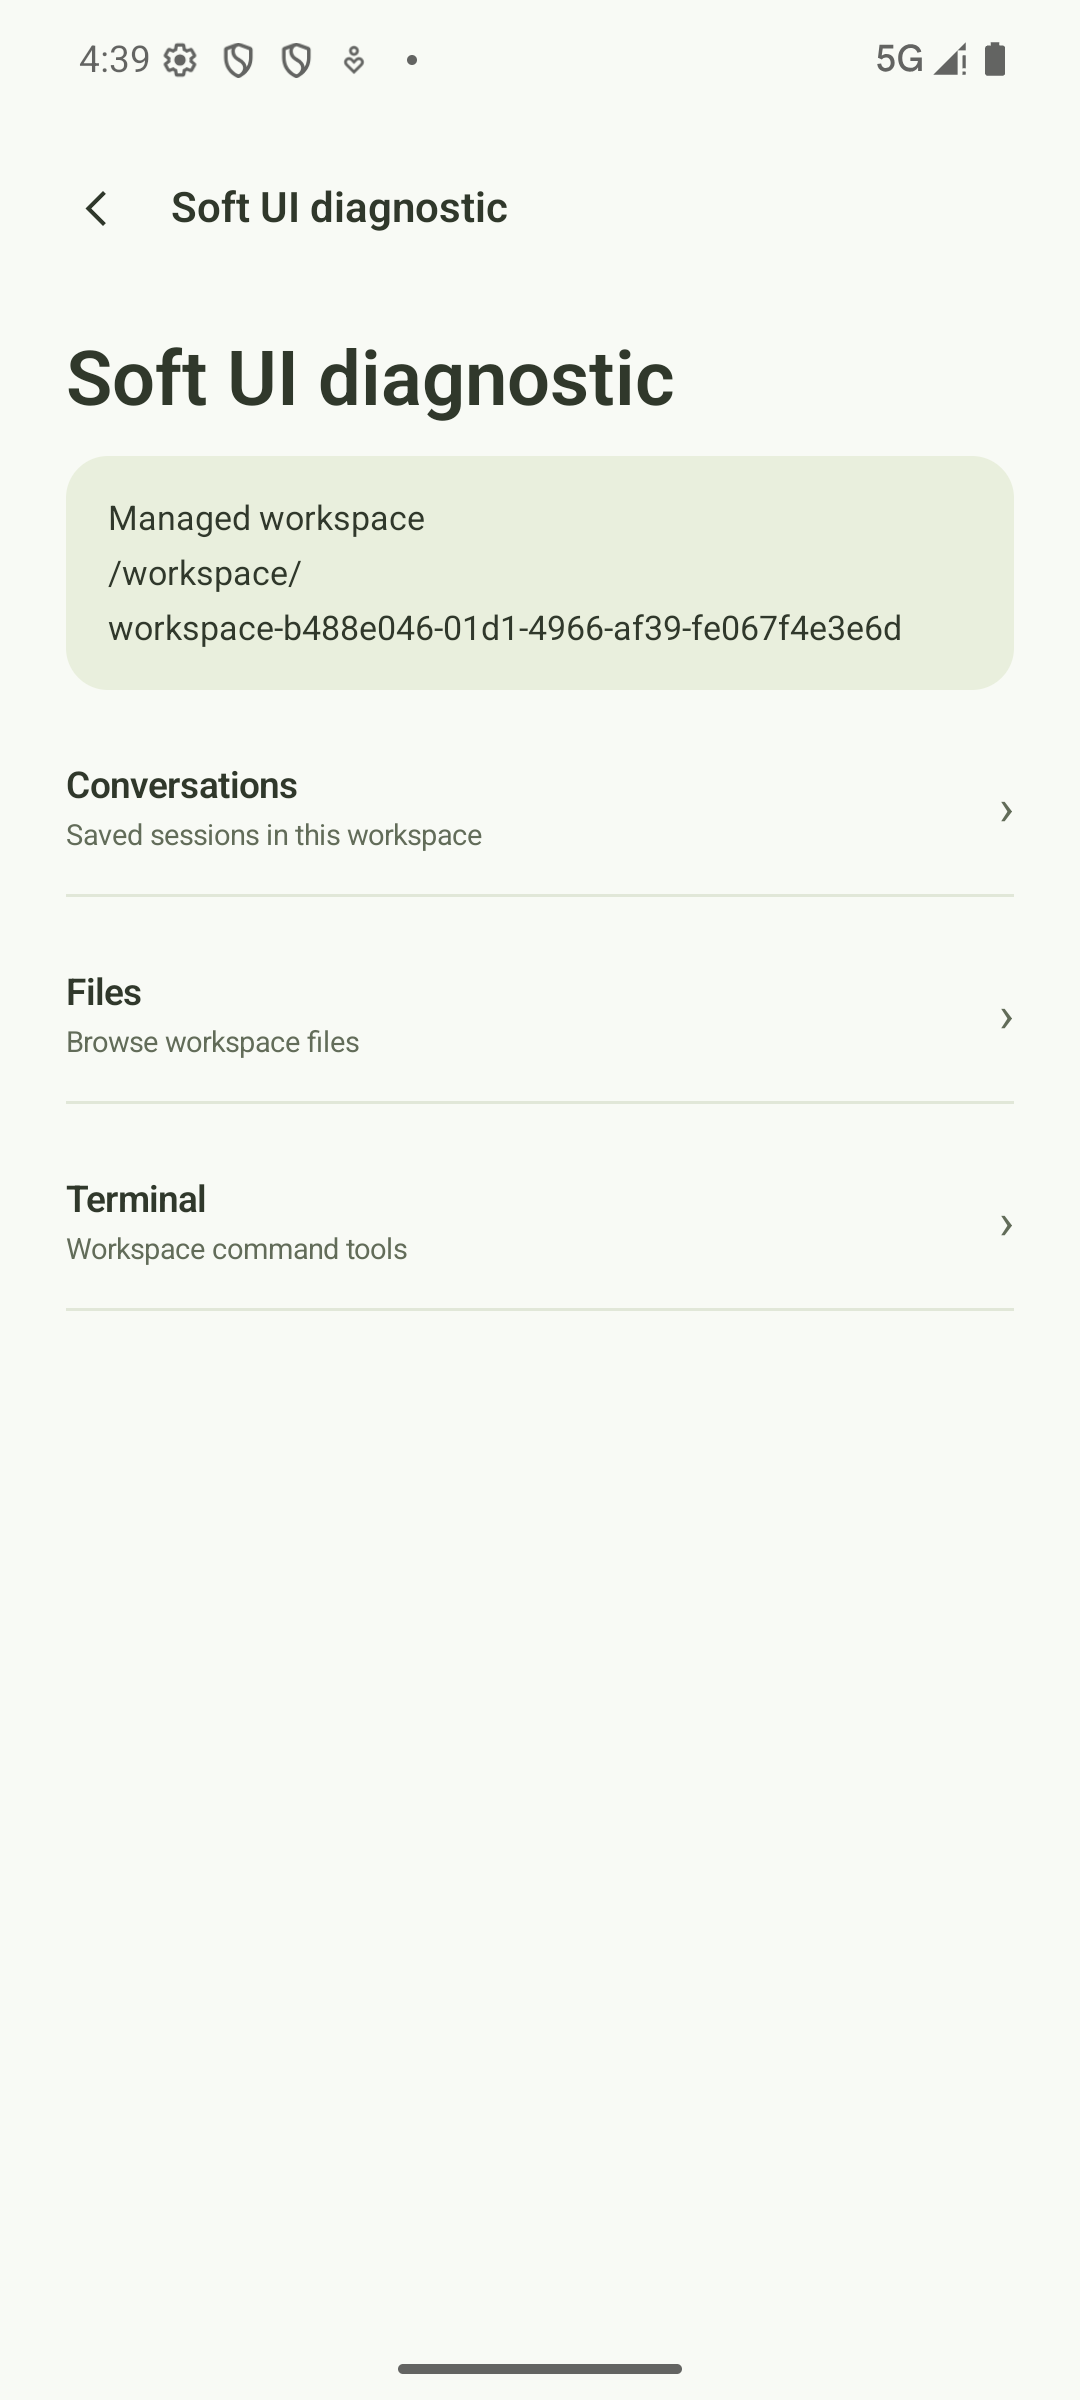 4:39
5G
Soft UI diagnostic
Soft UI diagnostic
Managed workspace
/workspace/
workspace-b488e046-01d1-4966-af39-fe067f4e3e6d
Conversations
Saved sessions in this workspace
Files
Browse workspace files
Terminal
Workspace command tools